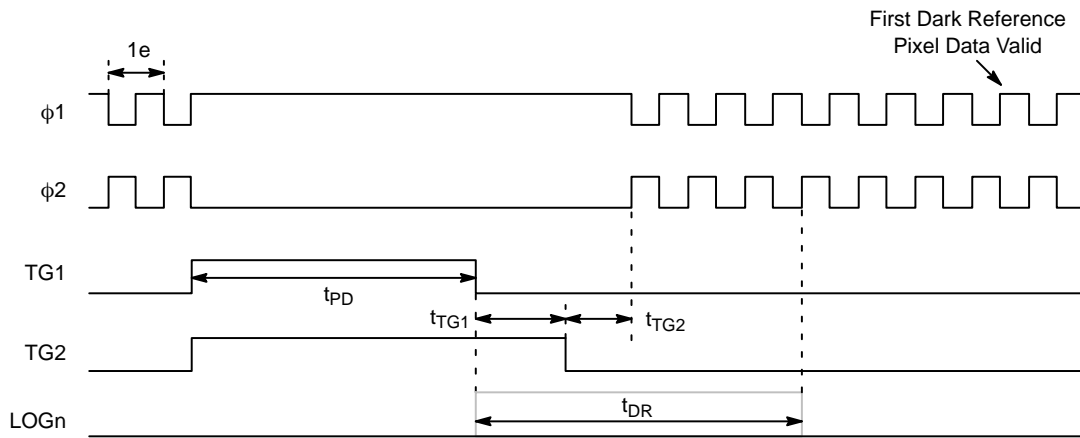 First Dark Reference
Pixel Data Valid
1e
ϕ1
ϕ2
TG1
tPD
tTG1
tTG2
TG2
tDR
LOGn